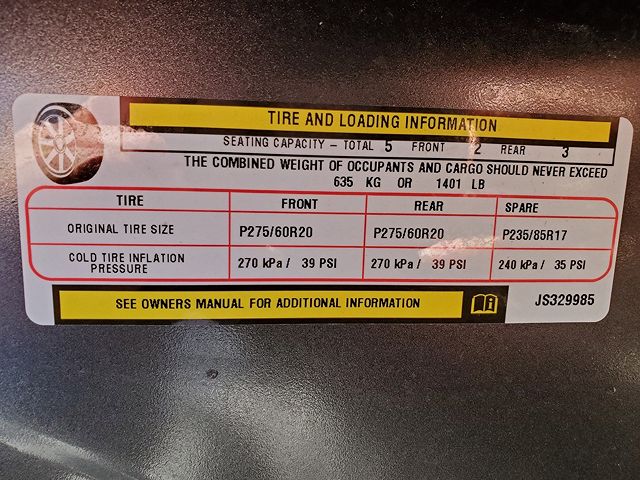 TIRE AND LOADING INFORMATION
SEATING CAPACITY – TOTAL 5 FRONT 2 REAR 3
THE COMBINED WEIGHT OF OCCUPANTS AND CARGO SHOULD NEVER EXCEED
635 KG OR 1401 LB
TIRE FRONT REAR SPARE
ORIGINAL TIRE SIZE P275/60R20 P275/60R20 P235/85R17
COLD TIRE INFLATION PRESSURE 270 kPa / 39 PSI 270 kPa / 39 PSI 240 kPa / 35 PSI
SEE OWNERS MANUAL FOR ADDITIONAL INFORMATION JS329985